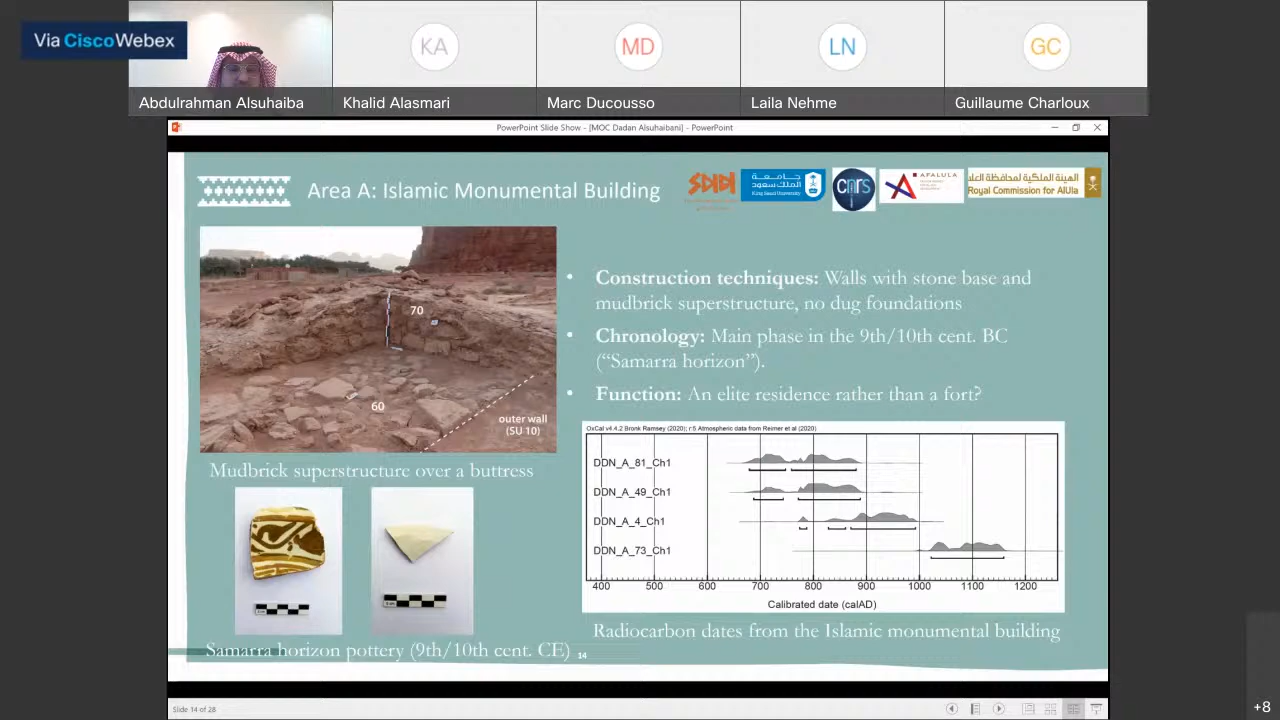 Via CiscoWebex
KA
MD
LN
GC
Abdulrahman Alsuhaiba
Khalid Alasmari
Marc Ducousso
Laila Nehme
Guillaume Charloux
PowerPoint Slide Show - [MOC Dadan Alsuhaibani] - PowerPoint
Area A: Islamic Monumental Building
جامعة
الملك سعود
King Saud University
cnrs
AFALULA
الهيئة الملكية لمحافظة العلا
Royal Commission for AlUla
70
60
outer wall
(SU 10)
Mudbrick superstructure over a buttress
• Construction techniques: Walls with stone base and
mudbrick superstructure, no dug foundations
• Chronology: Main phase in the 9th/10th cent. BC
(“Samarra horizon”).
• Function: An elite residence rather than a fort?
OxCal v4.4.2 Bronk Ramsey (2020); r:5 Atmospheric data from Reimer et al (2020)
DDN_A_81_Ch1
DDN_A_49_Ch1
DDN_A_4_Ch1
DDN_A_73_Ch1
400 500 600 700 800 900 1000 1100 1200
Calibrated date (calAD)
Radiocarbon dates from the Islamic monumental building
Samarra horizon pottery (9th/10th cent. CE)
14
Slide 14 of 28
+8